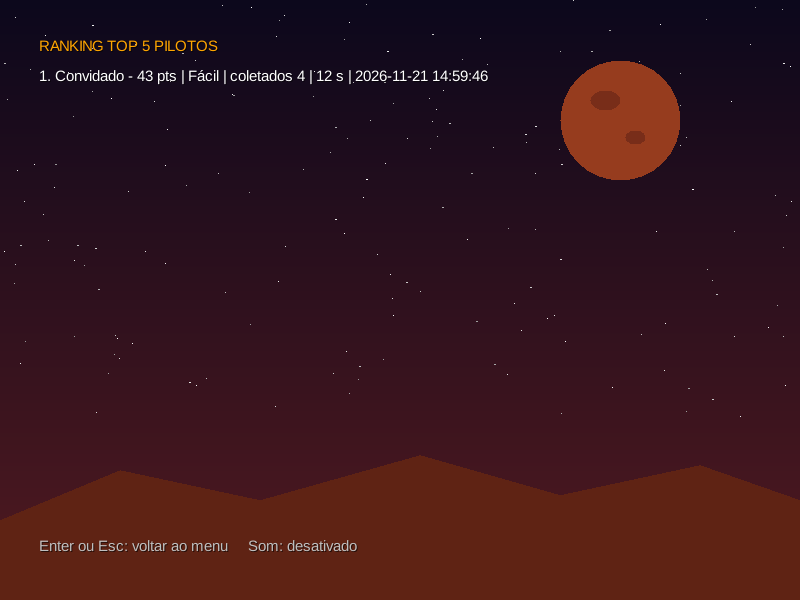 RANKING TOP 5 PILOTOS
1. Convidado - 43 pts | Fácil | coletados 4 | 12 s | 2026-11-21 14:59:46
Enter ou Esc: voltar ao menu Som: desativado